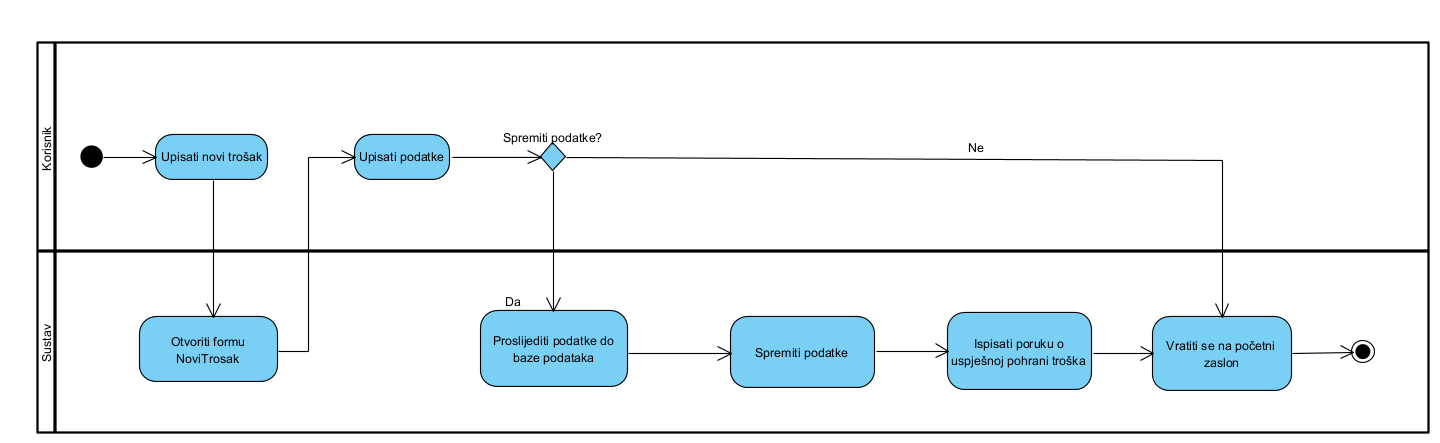 Korisnik
Upisati novi trošak
Upisati podatke
Spremiti podatke?
Ne
Sustav
Otvoriti formu
NoviTrosak
Da
Proslijediti podatke do
baze podataka
Spremiti podatke
Ispisati poruku o
uspješnoj pohrani troška
Vratiti se na početni
zaslon